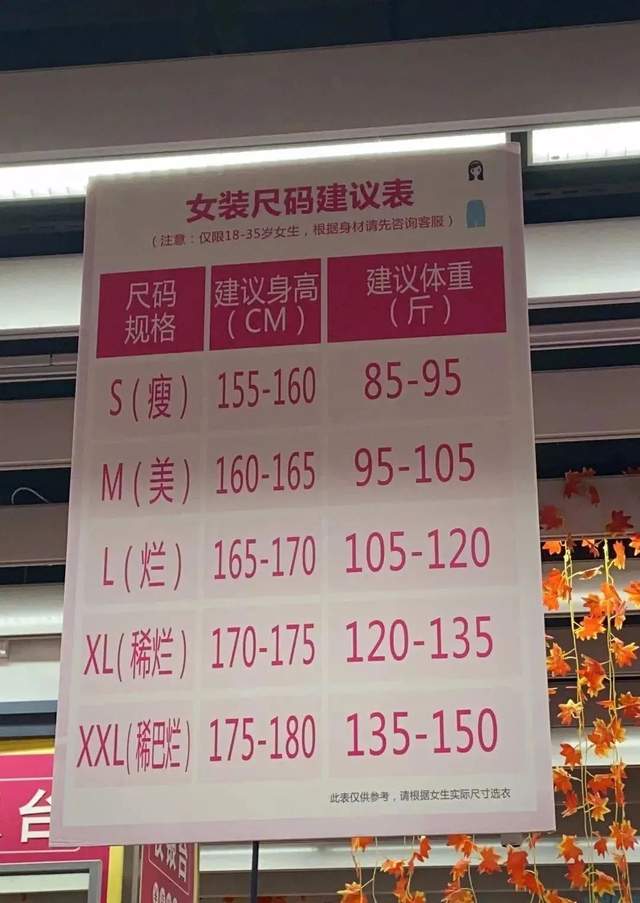 女装尺码建议表
（注意：仅限18-35岁女生，根据身材请先咨询客服）
尺码
规格
建议身高
（CM）
建议体重
（斤）
S(瘦) 155-160 85-95
M(美) 160-165 95-105
L(烂) 165-170 105-120
XL(稀烂) 170-175 120-135
XXL(稀巴烂) 175-180 135-150
此表仅供参考，请根据女生实际尺寸选衣
台
银台